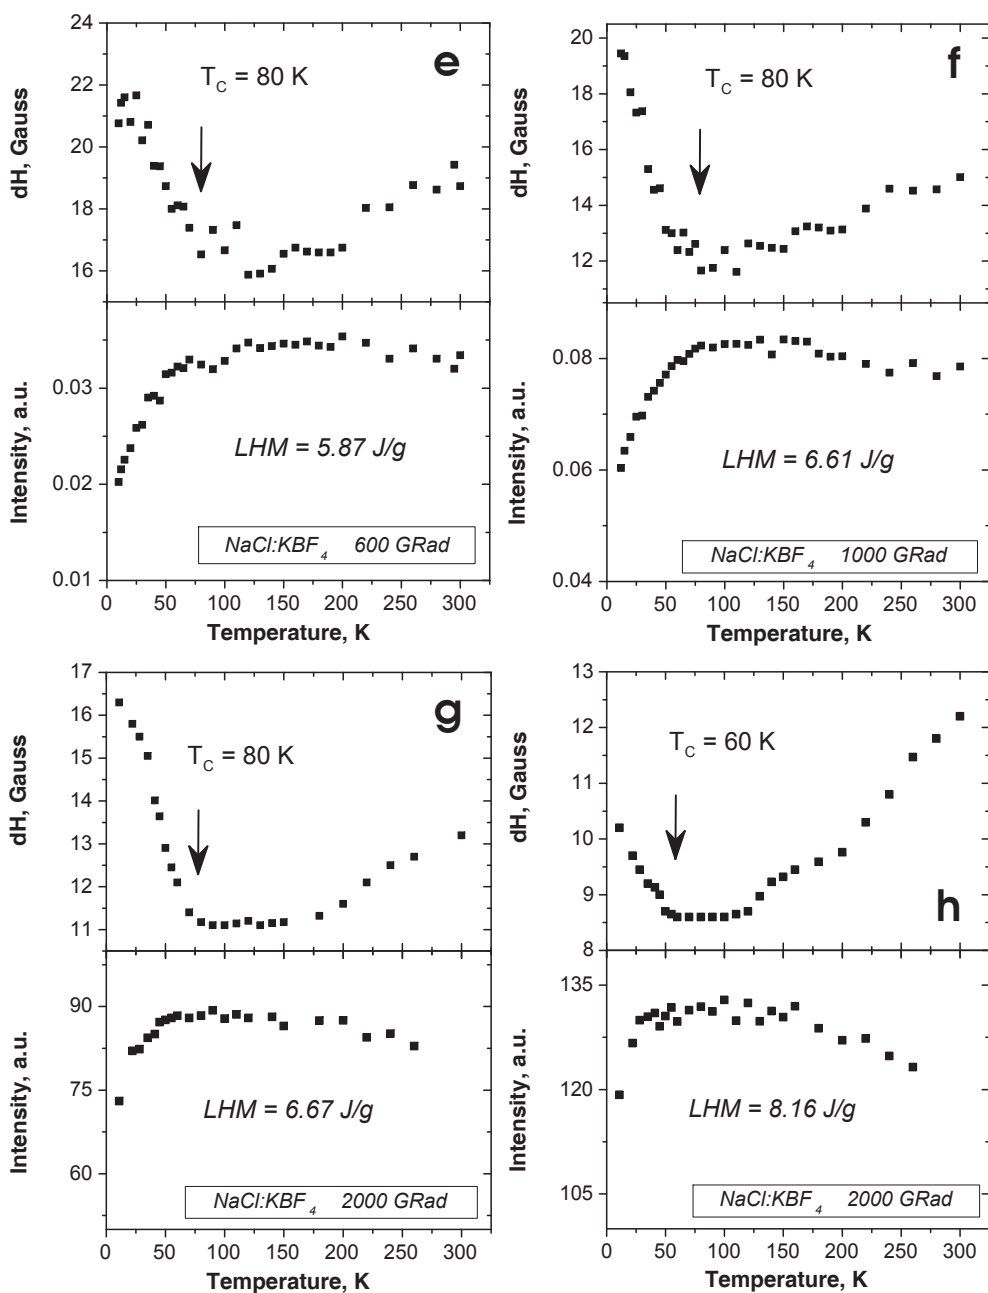 e
T_C = 80 K
dH, Gauss
24
22
20
18
16
Intensity, a.u.
0.03
0.02
0.01
LHM = 5.87 J/g
NaCl:KBF_4 600 GRad
0 50 100 150 200 250 300
Temperature, K
f
T_C = 80 K
dH, Gauss
20
18
16
14
12
Intensity, a.u.
0.08
0.06
0.04
LHM = 6.61 J/g
NaCl:KBF_4 1000 GRad
0 50 100 150 200 250 300
Temperature, K
g
T_C = 80 K
dH, Gauss
17
16
15
14
13
12
11
Intensity, a.u.
90
75
60
LHM = 6.67 J/g
NaCl:KBF_4 2000 GRad
0 50 100 150 200 250 300
Temperature, K
h
T_C = 60 K
dH, Gauss
13
12
11
10
9
8
Intensity, a.u.
135
120
105
LHM = 8.16 J/g
NaCl:KBF_4 2000 GRad
0 50 100 150 200 250 300
Temperature, K